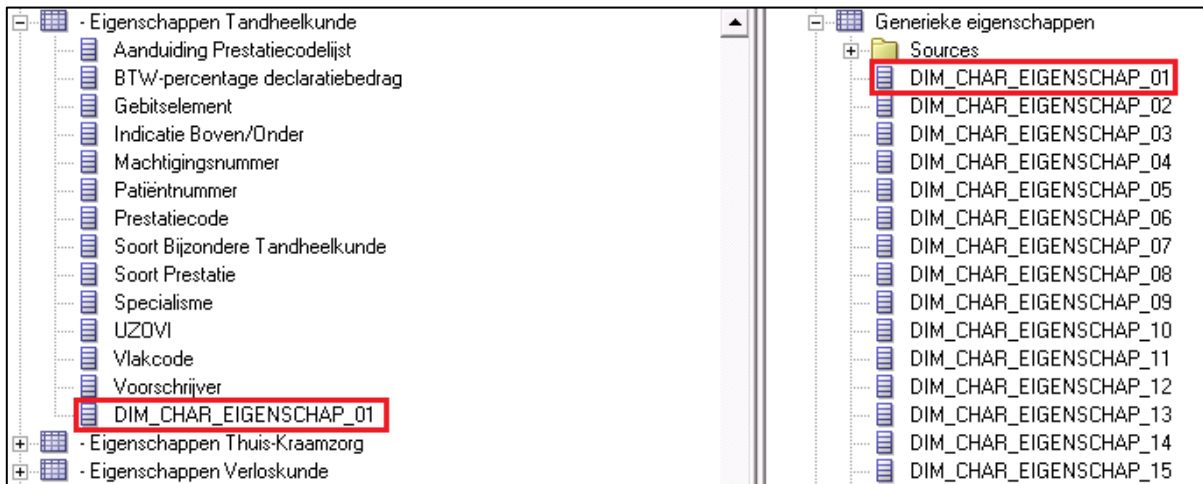 - Eigenschappen Tandheelkunde
Aanduiding Prestatiecodelijst
BTW-percentage declaratiebedrag
Gebitselement
Indicatie Boven/Onder
Machtigingsnummer
Patiëntnummer
Prestatiecode
Soort Bijzondere Tandheelkunde
Soort Prestatie
Specialisme
UZOVI
Vlakcode
Voorschrijver
DIM_CHAR_EIGENSCHAP_01
- Eigenschappen Thuis-Kraamzorg
- Eigenschappen Verloskunde
Generieke eigenschappen
Sources
DIM_CHAR_EIGENSCHAP_01
DIM_CHAR_EIGENSCHAP_02
DIM_CHAR_EIGENSCHAP_03
DIM_CHAR_EIGENSCHAP_04
DIM_CHAR_EIGENSCHAP_05
DIM_CHAR_EIGENSCHAP_06
DIM_CHAR_EIGENSCHAP_07
DIM_CHAR_EIGENSCHAP_08
DIM_CHAR_EIGENSCHAP_09
DIM_CHAR_EIGENSCHAP_10
DIM_CHAR_EIGENSCHAP_11
DIM_CHAR_EIGENSCHAP_12
DIM_CHAR_EIGENSCHAP_13
DIM_CHAR_EIGENSCHAP_14
DIM_CHAR_EIGENSCHAP_15